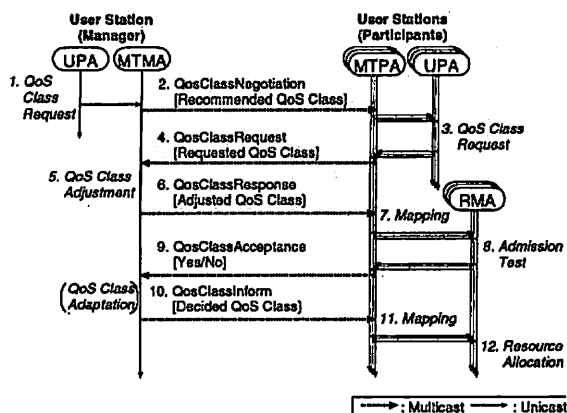 User Station
(Manager)
User Stations
(Participants)
UPA
MTMA
MTPA
UPA
1. QoS
Class
Request
2. QosClassNegotiation
[Recommended QoS Class]
3. QoS Class
Request
4. QosClassRequest
[Requested QoS Class]
5. QoS Class
Adjustment
6. QosClassResponse
[Adjusted QoS Class]
RMA
7. Mapping
8. Admission
Test
9. QosClassAcceptance
[Yes/No]
(QoS Class
Adaptation)
10. QosClassInform
[Decided QoS Class]
11. Mapping
12. Resource
Allocation
: Multicast
: Unicast